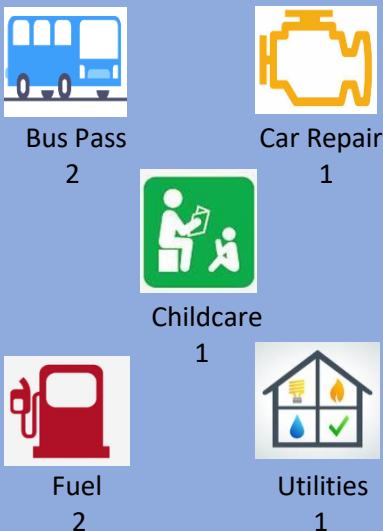 Bus Pass
2
Car Repair
1
Childcare
1
Fuel
2
Utilities
1